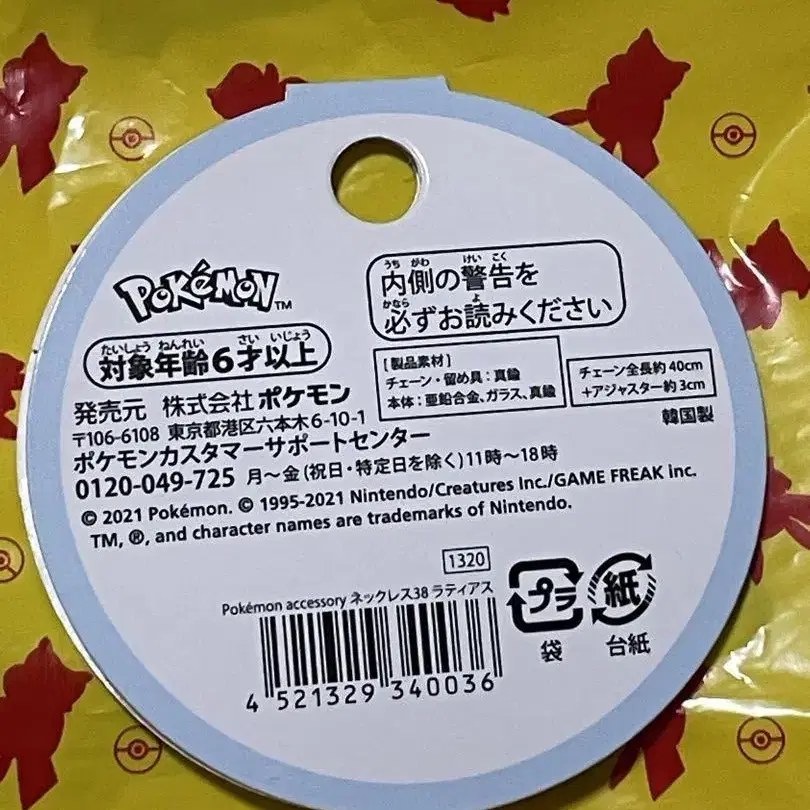 POKéMON™
うち がわ けい こく
内側の警告を
かなら よ
必ずお読みください
たいしょう ねんれい さい いじょう
対象年齢6才以上
[製品素材]
チェーン・留め具：真鍮
本体：亜鉛合金、ガラス、真鍮
チェーン全長約40cm
+アジャスター約3cm
韓国製
発売元 株式会社ポケモン
〒106-6108 東京都港区六本木6-10-1
ポケモンカスタマーサポートセンター
0120-049-725 月～金(祝日・特定日を除く)11時～18時
© 2021 Pokémon. © 1995-2021 Nintendo/Creatures Inc./GAME FREAK inc.
TM, ®, and character names are trademarks of Nintendo.
1320
Pokémon accessory ネックレス38 ラティアス
4 521329 340036
プラ
袋
紙
台紙